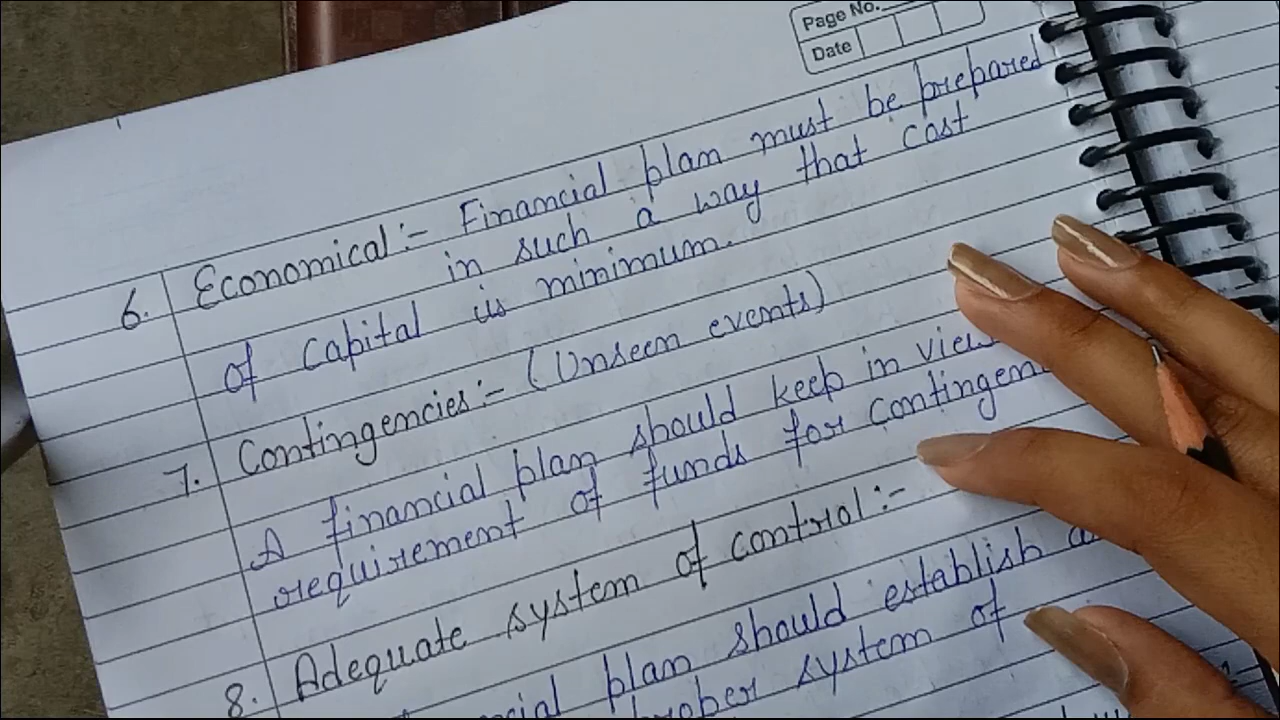 Page No.
Date
6. Economical:- Financial plan must be prepared
in such a way that cost
of capital is minimum.
7. Contingencies:- (Unseen events)
A financial plan should keep in view
requirement of funds for contingen
8. Adequate system of control:-
plan should establish a
system of